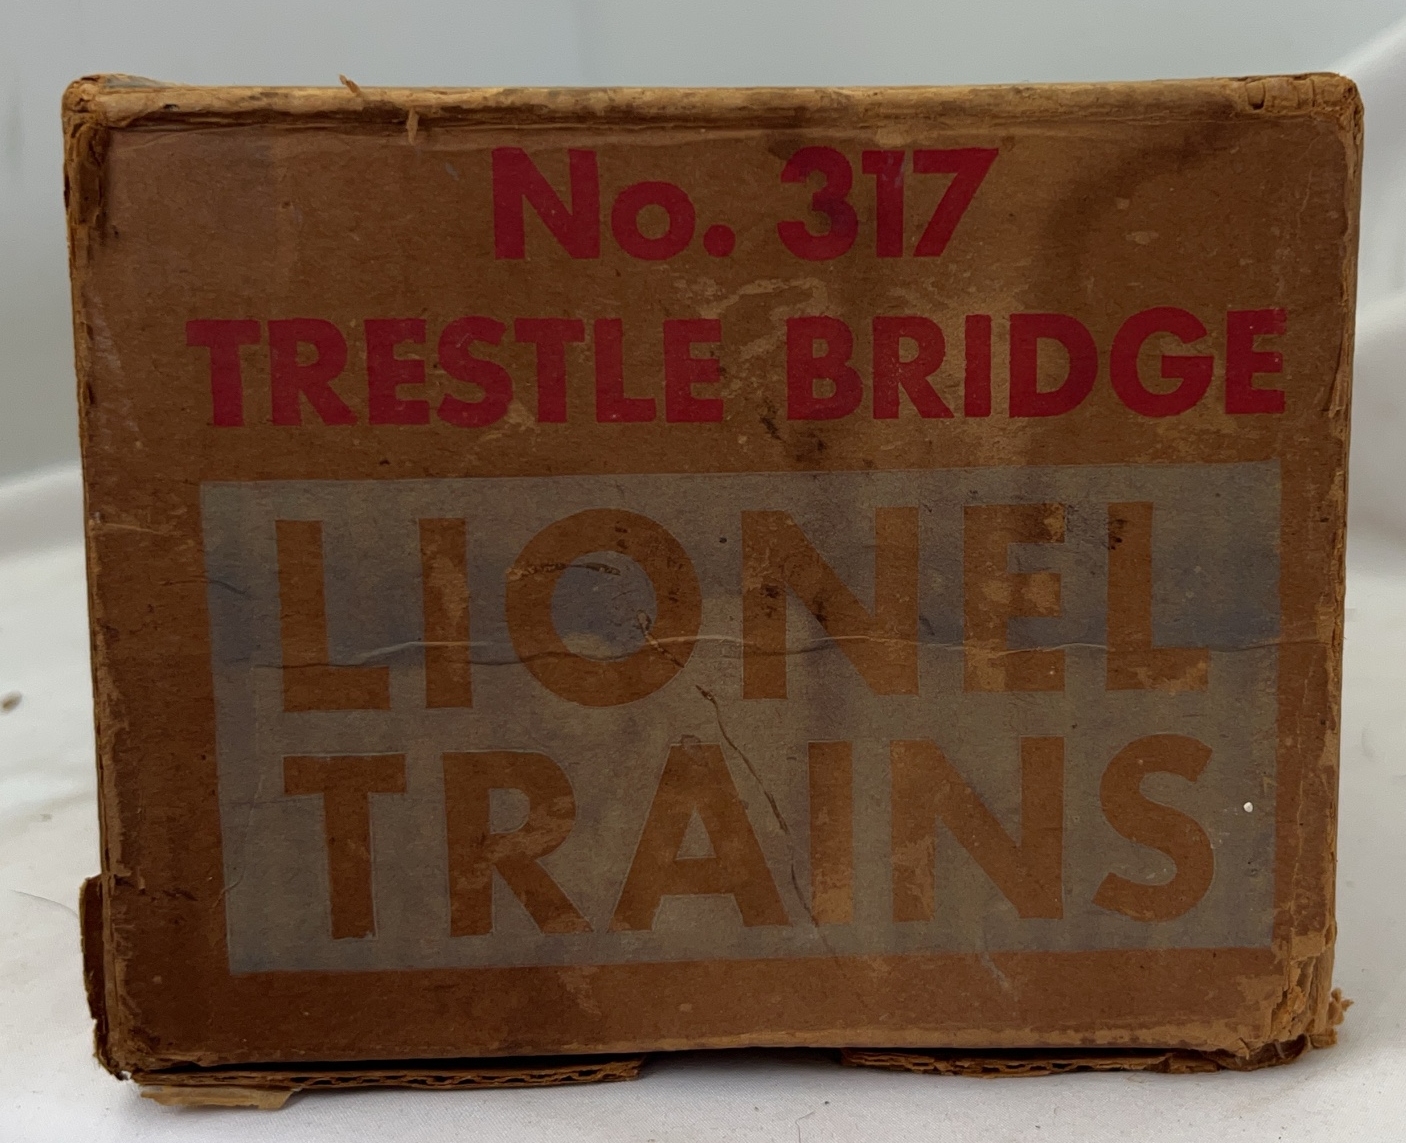 No. 317
TRESTLE BRIDGE
LIONEL
TRAINS